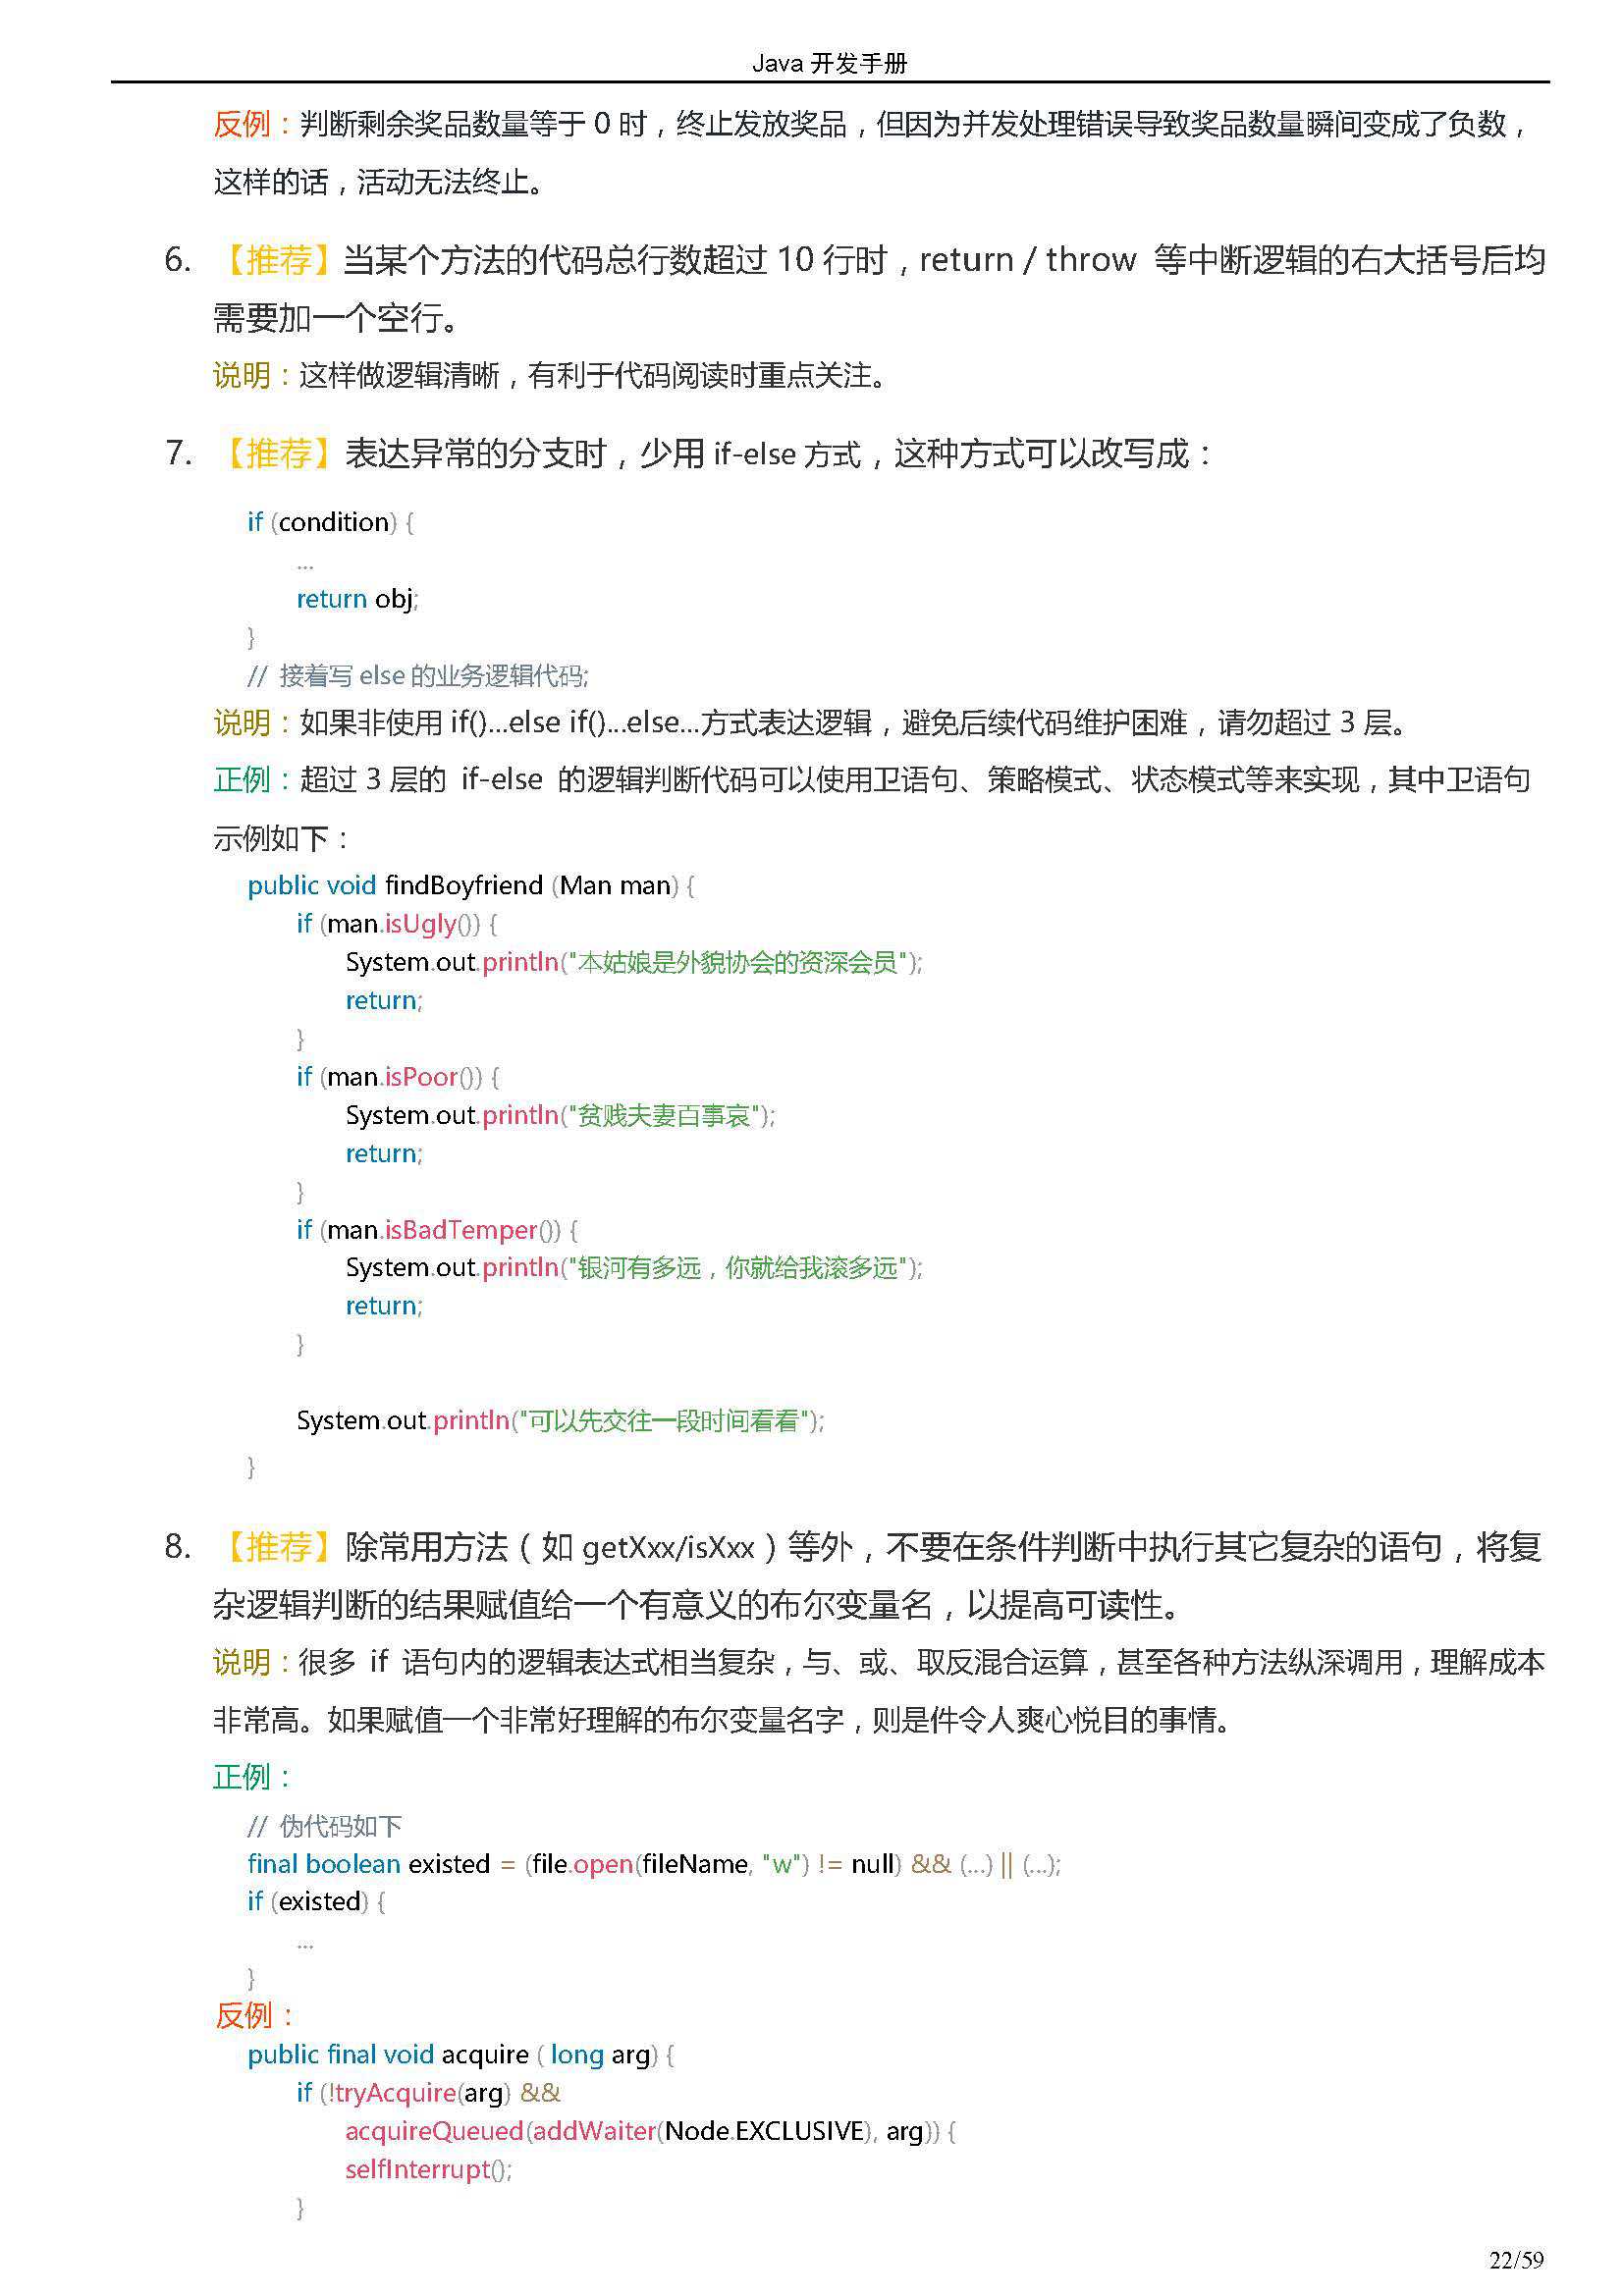 Java 开发手册
反例：判断剩余奖品数量等于 0 时，终止发放奖品，但因为并发处理错误导致奖品数量瞬间变成了负数，
这样的话，活动无法终止。
6. 【推荐】当某个方法的代码总行数超过 10 行时，return / throw 等中断逻辑的右大括号后均
需要加一个空行。
说明：这样做逻辑清晰，有利于代码阅读时重点关注。
7. 【推荐】表达异常的分支时，少用 if-else 方式，这种方式可以改写成：
if (condition) {
...
return obj;
}
// 接着写 else 的业务逻辑代码;
说明：如果非使用 if()...else if()...else...方式表达逻辑，避免后续代码维护困难，请勿超过 3 层。
正例：超过 3 层的 if-else 的逻辑判断代码可以使用卫语句、策略模式、状态模式等来实现，其中卫语句
示例如下：
public void findBoyfriend (Man man) {
if (man.isUgly()) {
System.out.println("本姑娘是外貌协会的资深会员");
return;
}
if (man.isPoor()) {
System.out.println("贫贱夫妻百事哀");
return;
}
if (man.isBadTemper()) {
System.out.println("银河有多远，你就给我滚多远");
return;
}
System.out.println("可以先交往一段时间看看");
}
8. 【推荐】除常用方法（如 getXxx/isXxx）等外，不要在条件判断中执行其它复杂的语句，将复
杂逻辑判断的结果赋值给一个有意义的布尔变量名，以提高可读性。
说明：很多 if 语句内的逻辑表达式相当复杂，与、或、取反混合运算，甚至各种方法纵深调用，理解成本
非常高。如果赋值一个非常好理解的布尔变量名字，则是件令人爽心悦目的事情。
正例：
// 伪代码如下
final boolean existed = (file.open(fileName, "w") != null) && (...) || (...);
if (existed) {
...
}
反例：
public final void acquire ( long arg) {
if (!tryAcquire(arg) &&
acquireQueued(addWaiter(Node.EXCLUSIVE), arg)) {
selfInterrupt();
}
22/59